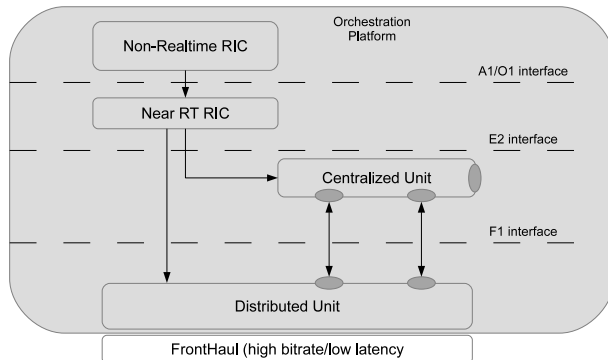 Orchestration
Platform
Non-Realtime RIC
A1/O1 interface
Near RT RIC
E2 interface
Centralized Unit
F1 interface
Distributed Unit
FrontHaul (high bitrate/low latency